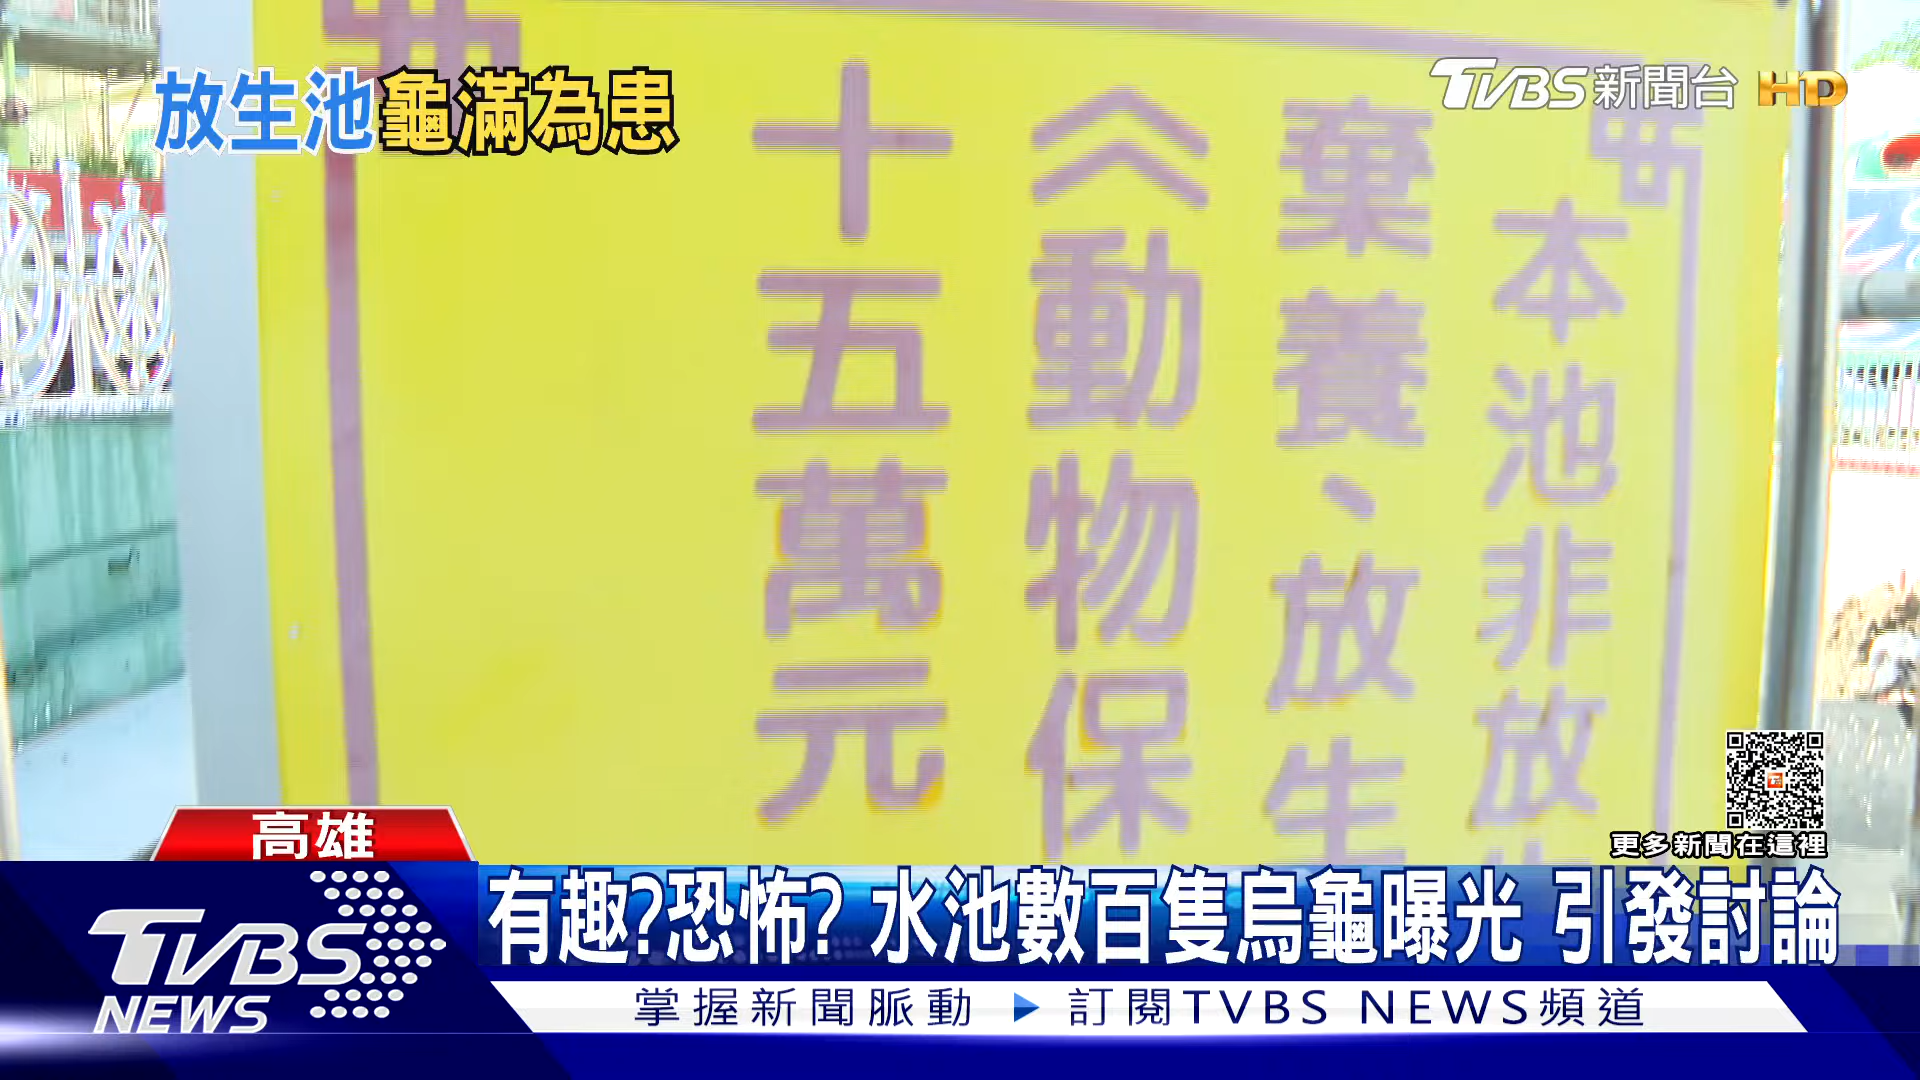 放生池龜滿為患
TVBS新聞台 HD
本池非放
棄養、放生
《動物保
十五萬元
更多新聞在這裡
高雄
有趣?恐怖? 水池數百隻烏龜曝光 引發討論
TVBS NEWS
掌握新聞脈動 ▶ 訂閱TVBS NEWS頻道